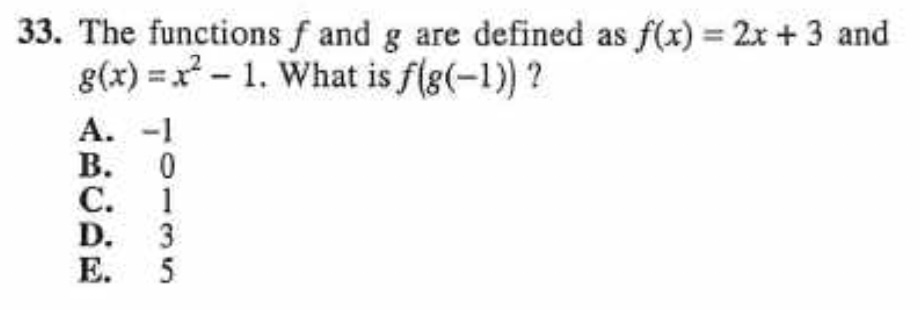 33. The functions f and g are defined as f(x) = 2x + 3 and
g(x) = x² – 1. What is f(g(–1)) ?
A. –1
B. 0
C. 1
D. 3
E. 5